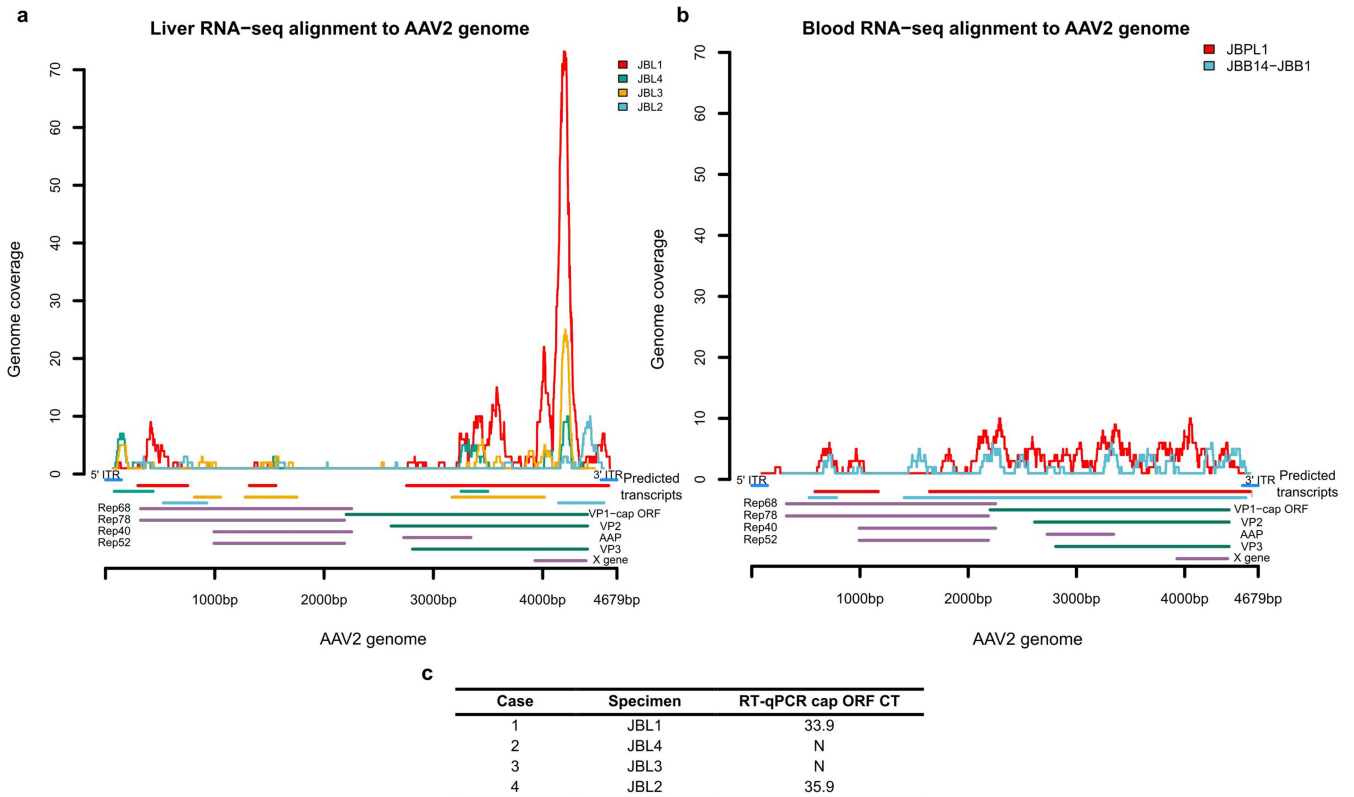 a
Liver RNA−seq alignment to AAV2 genome
JBL1
JBL4
JBL3
JBL2
Genome coverage
70
60
50
40
30
20
10
0
5' ITR
3' ITR
Predicted
transcripts
Rep68
Rep78
Rep40
Rep52
VP1−cap ORF
VP2
AAP
VP3
X gene
1000bp 2000bp 3000bp 4000bp 4679bp
AAV2 genome
b
Blood RNA−seq alignment to AAV2 genome
JBPL1
JBB14−JBB1
Genome coverage
70
60
50
40
30
20
10
0
5' ITR
3' ITR
Predicted
transcripts
Rep68
Rep78
Rep40
Rep52
VP1−cap ORF
VP2
AAP
VP3
X gene
1000bp 2000bp 3000bp 4000bp 4679bp
AAV2 genome
c
Case Specimen RT-qPCR cap ORF CT
1 JBL1 33.9
2 JBL4 N
3 JBL3 N
4 JBL2 35.9